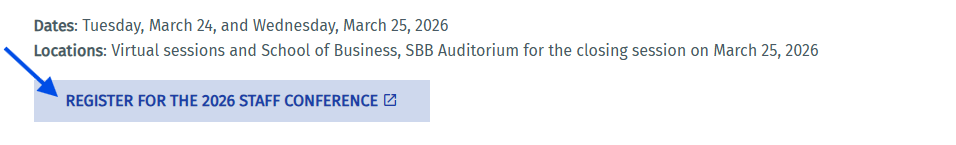 Dates: Tuesday, March 24, and Wednesday, March 25, 2026
Locations: Virtual sessions and School of Business, SBB Auditorium for the closing session on March 25, 2026
REGISTER FOR THE 2026 STAFF CONFERENCE